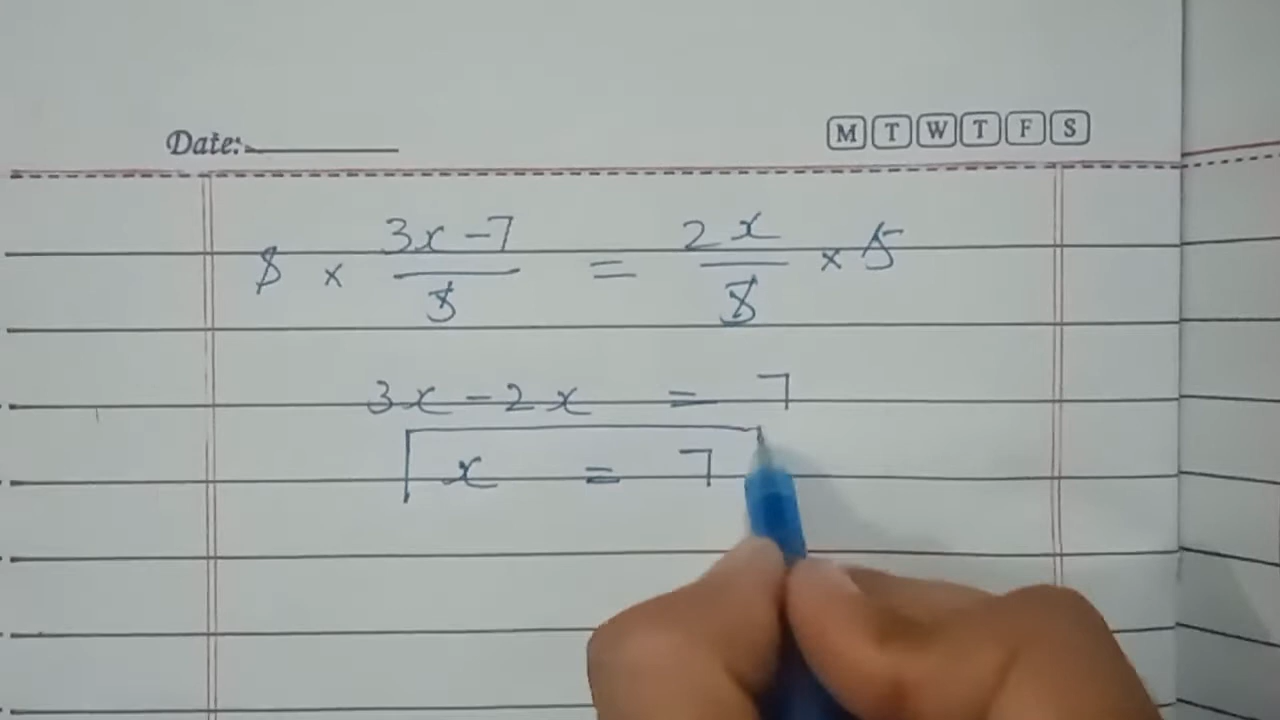 Date:
M T W T F S
5 × (3x-7)/5 = 2x/5 × 5
3x-2x = 7
x = 7